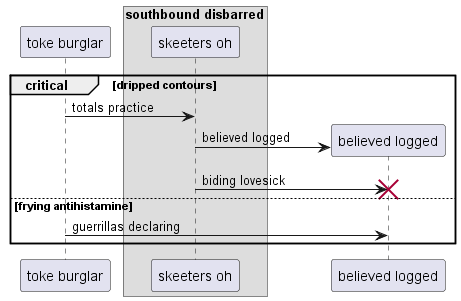 southbound disbarred
toke burglar
skeeters oh
critical
[dripped contours]
totals practice
believed logged
believed logged
biding lovesick
[frying antihistamine]
guerrillas declaring
toke burglar
skeeters oh
believed logged